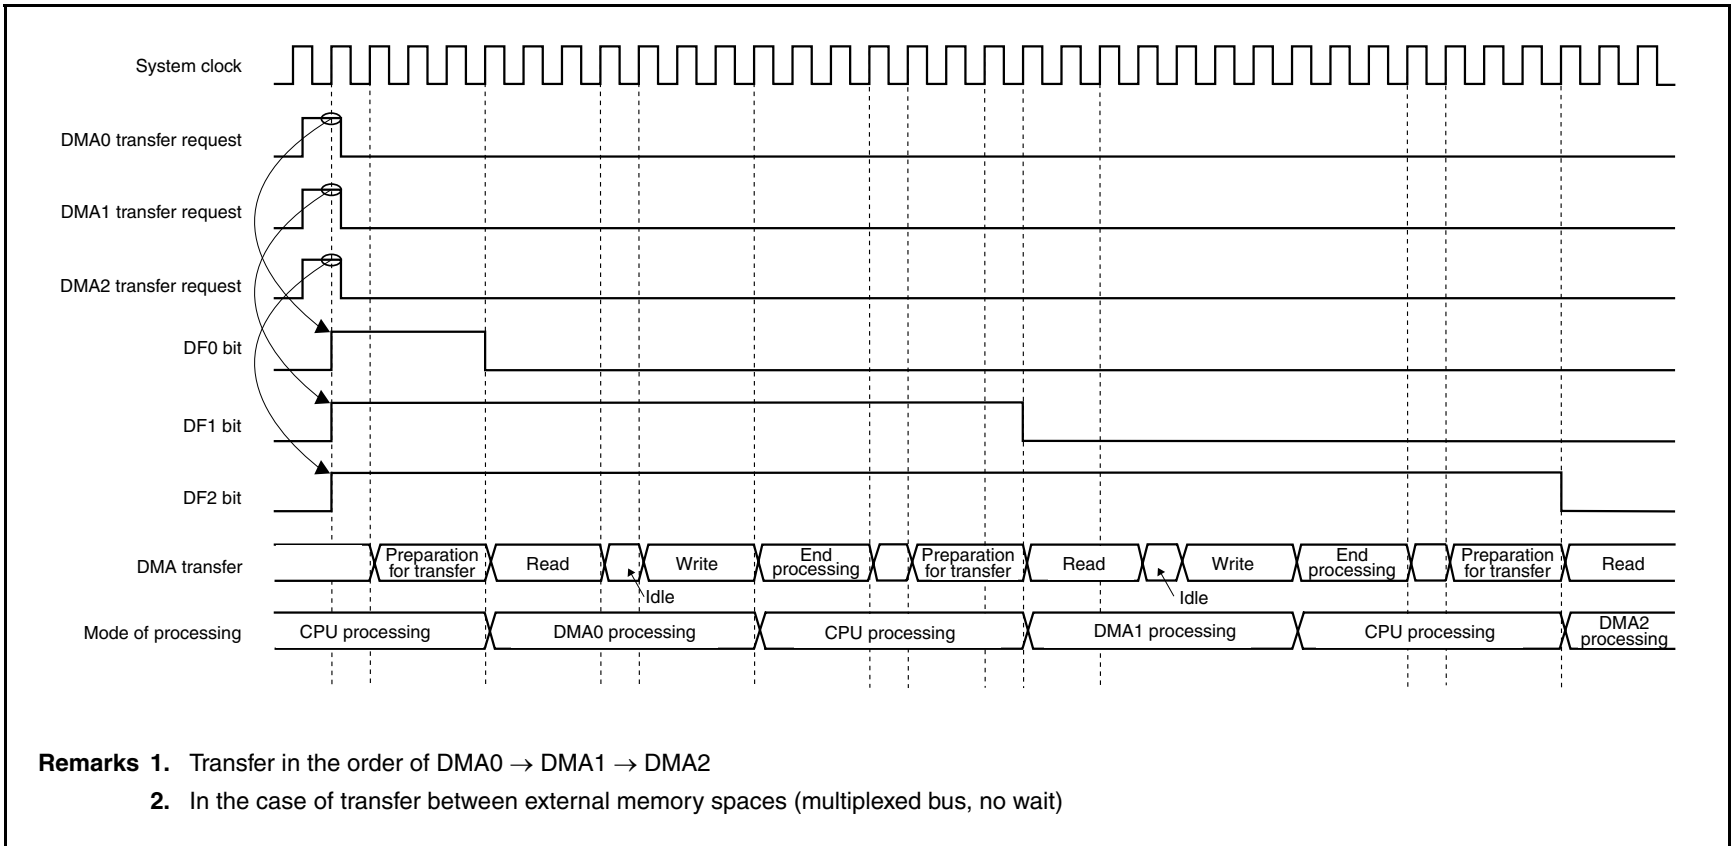 System clock
DMA0 transfer request
DMA1 transfer request
DMA2 transfer request
DF0 bit
DF1 bit
DF2 bit
DMA transfer
Preparation
for transfer
Read
Write
End
processing
Preparation
for transfer
Read
Write
End
processing
Preparation
for transfer
Read
Idle
Idle
Mode of processing
CPU processing
DMA0 processing
CPU processing
DMA1 processing
CPU processing
DMA2
processing
Remarks 1. Transfer in the order of DMA0 → DMA1 → DMA2
2. In the case of transfer between external memory spaces (multiplexed bus, no wait)